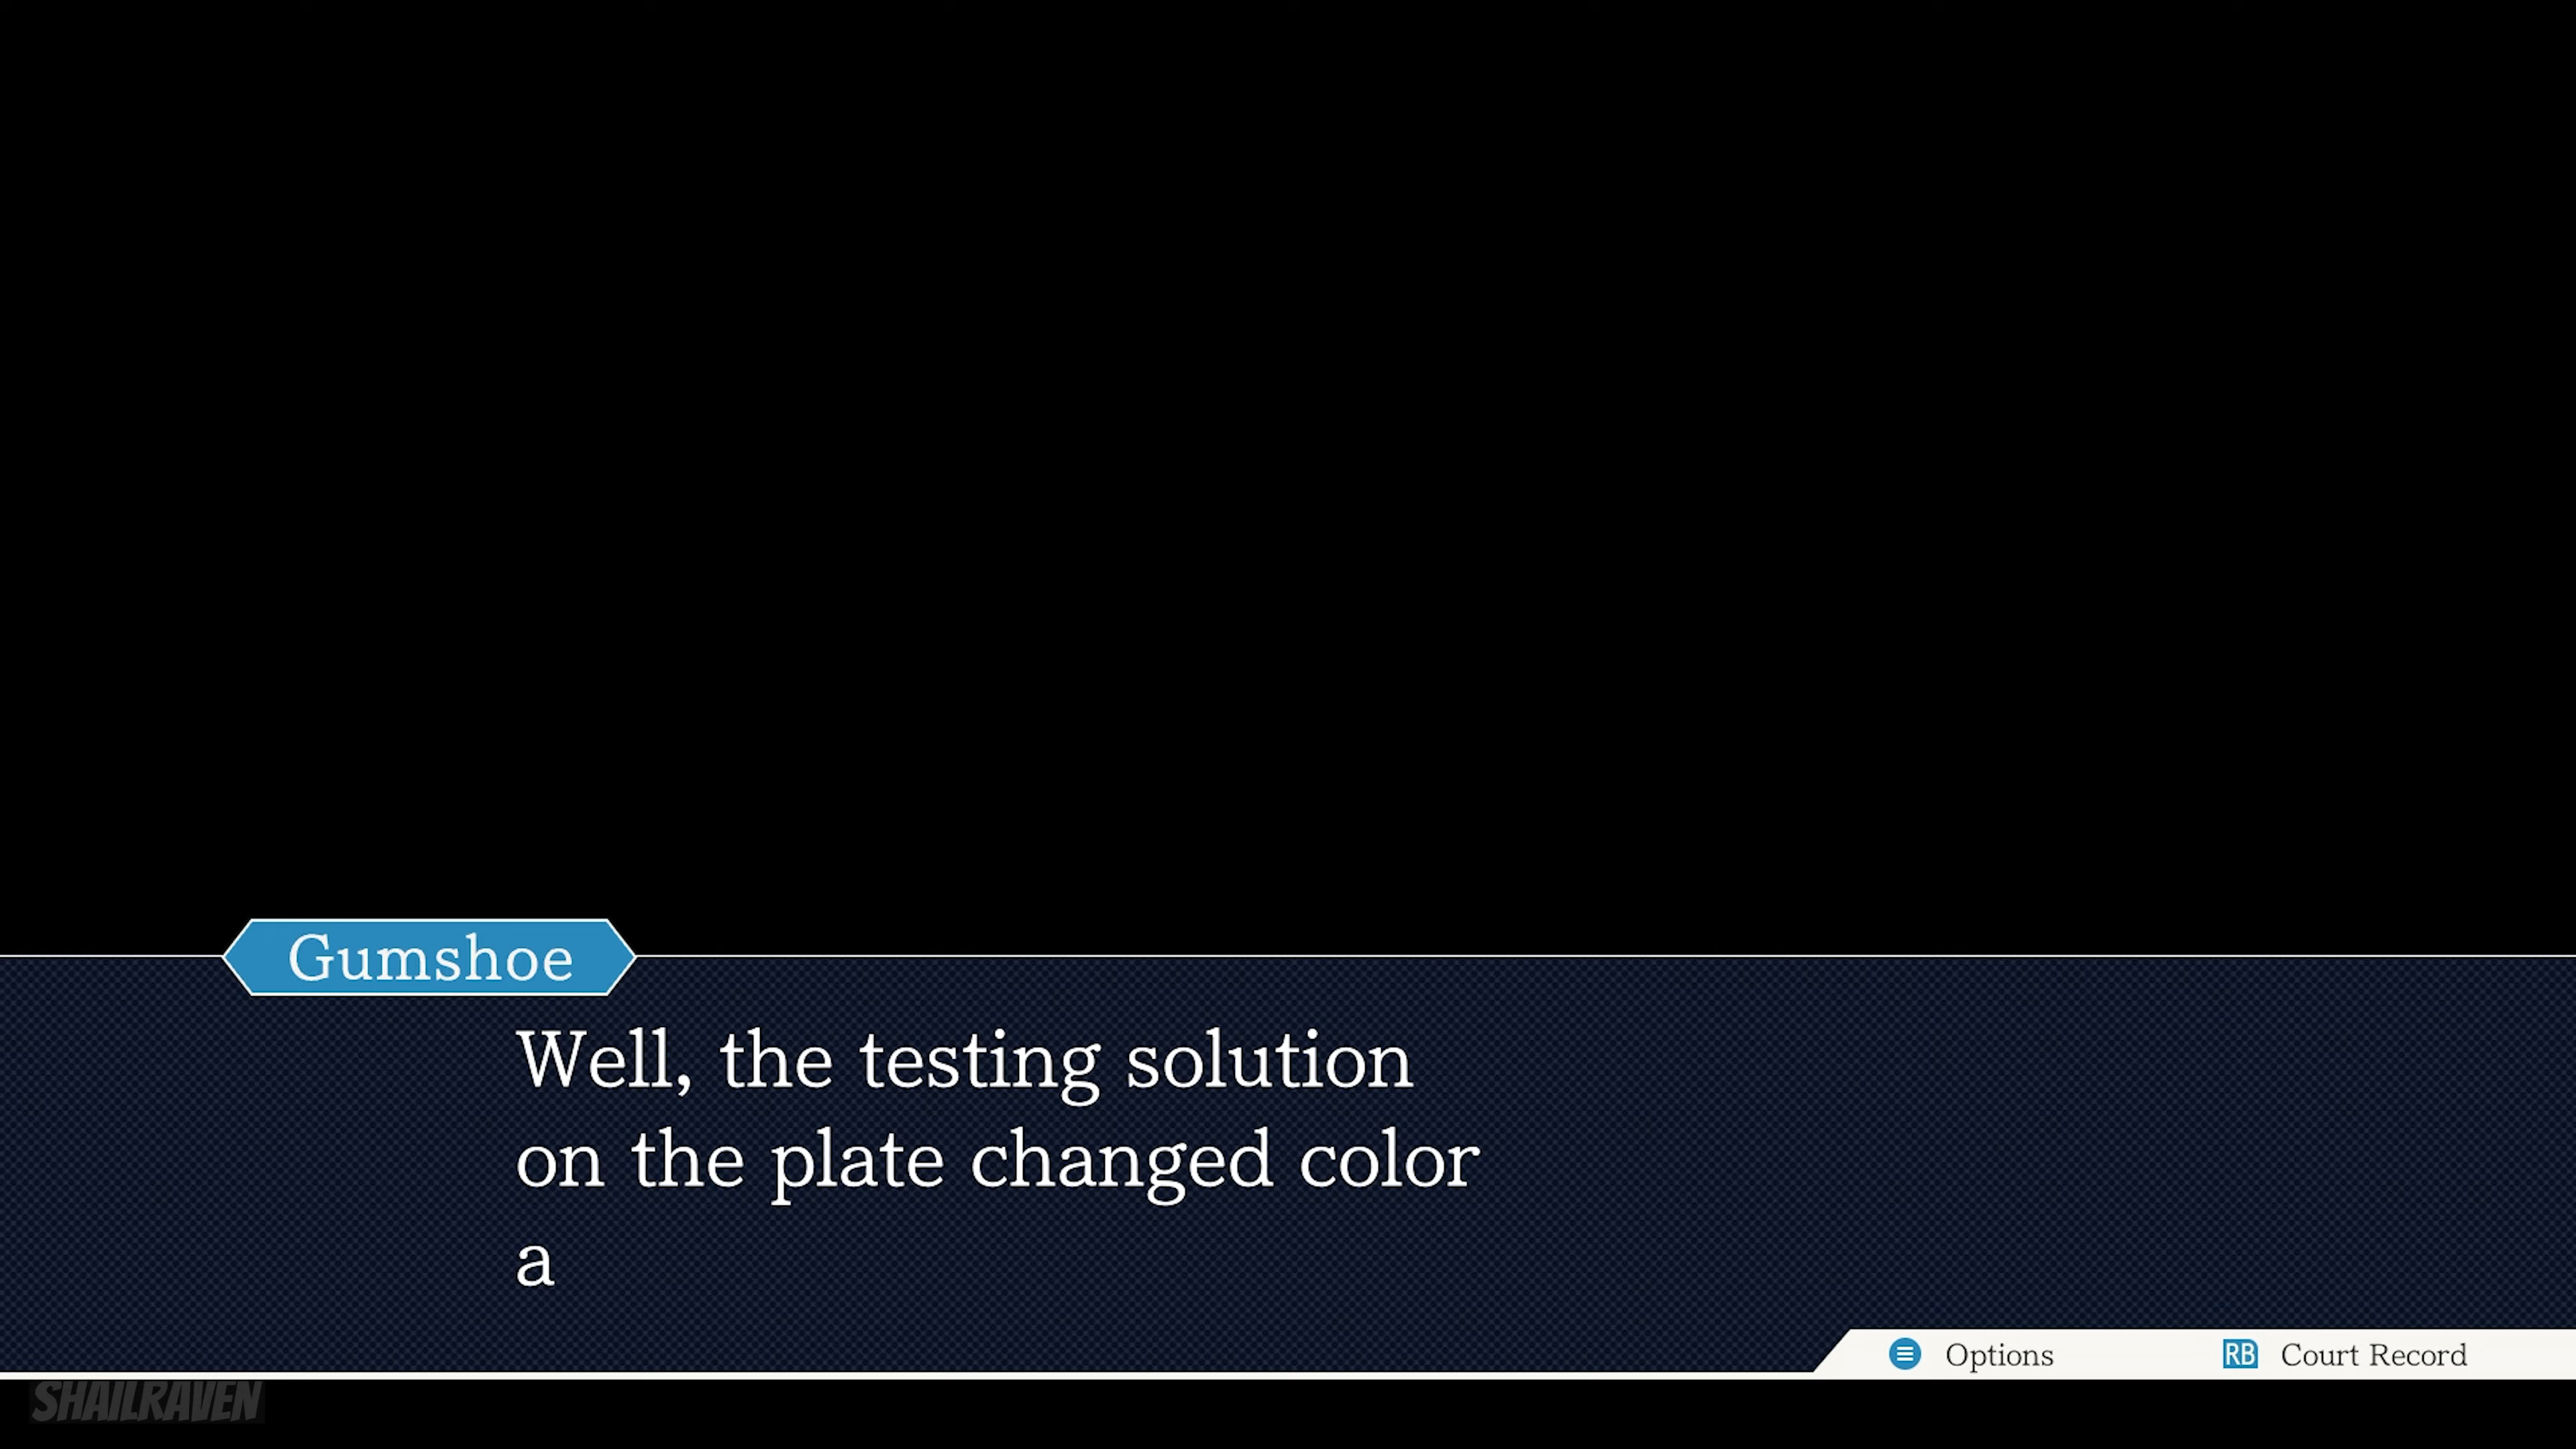 Gumshoe
Well, the testing solution
on the plate changed color
a
Options
RB Court Record
SHAILRAVEN